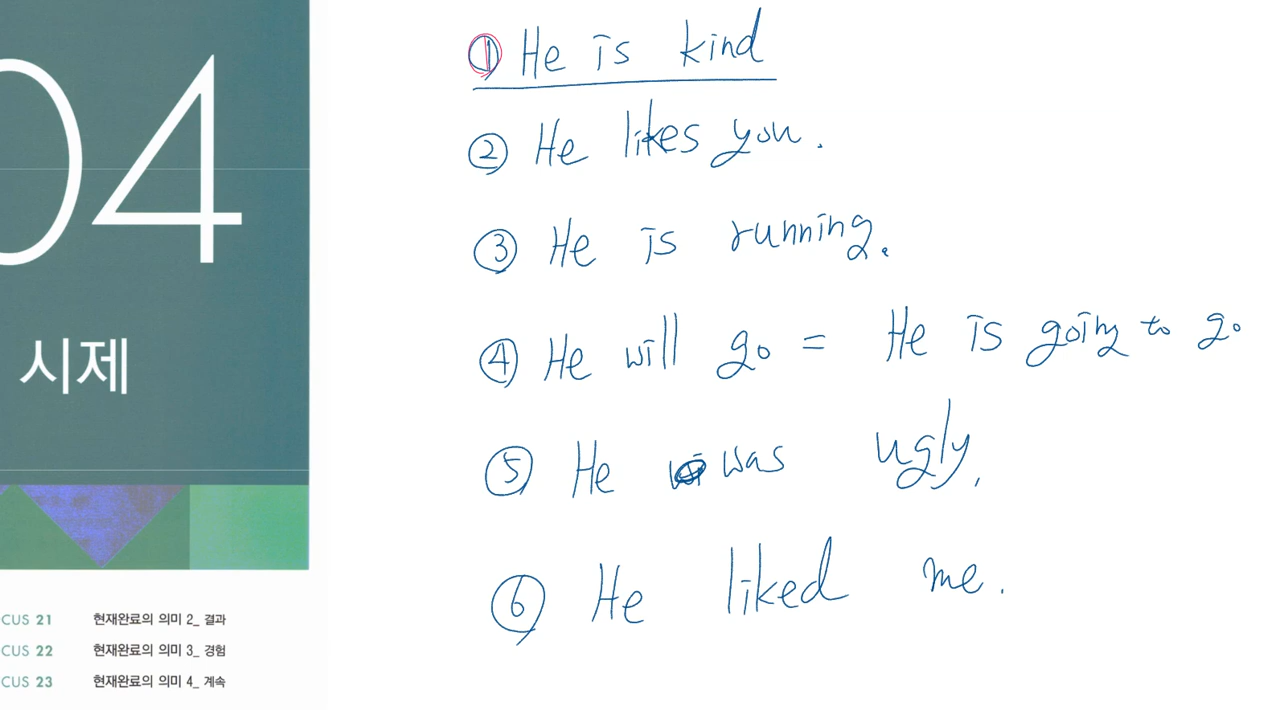 04
시제
CUS 21 현재완료의 의미 2_ 결과
CUS 22 현재완료의 의미 3_ 경험
CUS 23 현재완료의 의미 4_ 계속
① He is kind
② He likes you.
③ He is running.
④ He will go = He is going to go
⑤ He was ugly.
⑥ He liked me.